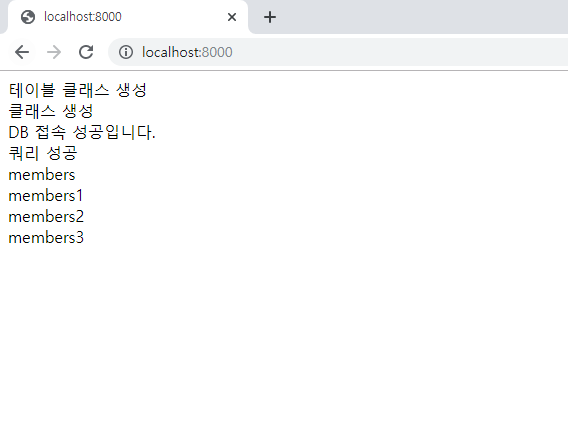 localhost:8000
localhost:8000
테이블 클래스 생성
클래스 생성
DB 접속 성공입니다.
쿼리 성공
members
members1
members2
members3